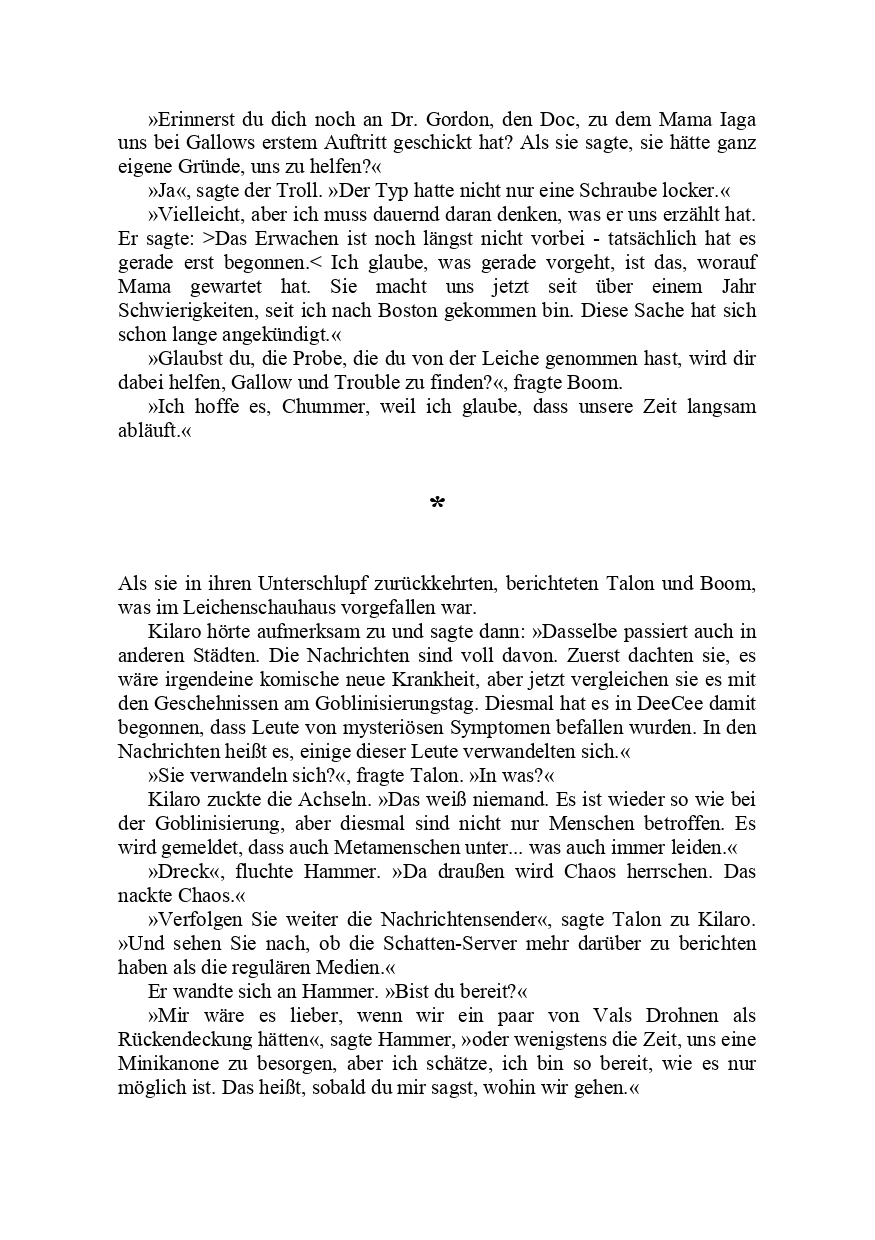 »Erinnerst du dich noch an Dr. Gordon, den Doc, zu dem Mama Iaga
uns bei Gallows erstem Auftritt geschickt hat? Als sie sagte, sie hätte ganz
eigene Gründe, uns zu helfen?«
»Ja«, sagte der Troll. »Der Typ hatte nicht nur eine Schraube locker.«
»Vielleicht, aber ich muss dauernd daran denken, was er uns erzählt hat.
Er sagte: >Das Erwachen ist noch längst nicht vorbei - tatsächlich hat es
gerade erst begonnen.< Ich glaube, was gerade vorgeht, ist das, worauf
Mama gewartet hat. Sie macht uns jetzt seit über einem Jahr
Schwierigkeiten, seit ich nach Boston gekommen bin. Diese Sache hat sich
schon lange angekündigt.«
»Glaubst du, die Probe, die du von der Leiche genommen hast, wird dir
dabei helfen, Gallow und Trouble zu finden?«, fragte Boom.
»Ich hoffe es, Chummer, weil ich glaube, dass unsere Zeit langsam
abläuft.«
*
Als sie in ihren Unterschlupf zurückkehrten, berichteten Talon und Boom,
was im Leichenschauhaus vorgefallen war.
Kilaro hörte aufmerksam zu und sagte dann: »Dasselbe passiert auch in
anderen Städten. Die Nachrichten sind voll davon. Zuerst dachten sie, es
wäre irgendeine komische neue Krankheit, aber jetzt vergleichen sie es mit
den Geschehnissen am Goblinisierungstag. Diesmal hat es in DeeCee damit
begonnen, dass Leute von mysteriösen Symptomen befallen wurden. In den
Nachrichten heißt es, einige dieser Leute verwandelten sich.«
»Sie verwandeln sich?«, fragte Talon. »In was?«
Kilaro zuckte die Achseln. »Das weiß niemand. Es ist wieder so wie bei
der Goblinisierung, aber diesmal sind nicht nur Menschen betroffen. Es
wird gemeldet, dass auch Metamenschen unter... was auch immer leiden.«
»Dreck«, fluchte Hammer. »Da draußen wird Chaos herrschen. Das
nackte Chaos.«
»Verfolgen Sie weiter die Nachrichtensender«, sagte Talon zu Kilaro.
»Und sehen Sie nach, ob die Schatten-Server mehr darüber zu berichten
haben als die regulären Medien.«
Er wandte sich an Hammer. »Bist du bereit?«
»Mir wäre es lieber, wenn wir ein paar von Vals Drohnen als
Rückendeckung hätten«, sagte Hammer, »oder wenigstens die Zeit, uns eine
Minikanone zu besorgen, aber ich schätze, ich bin so bereit, wie es nur
möglich ist. Das heißt, sobald du mir sagst, wohin wir gehen.«